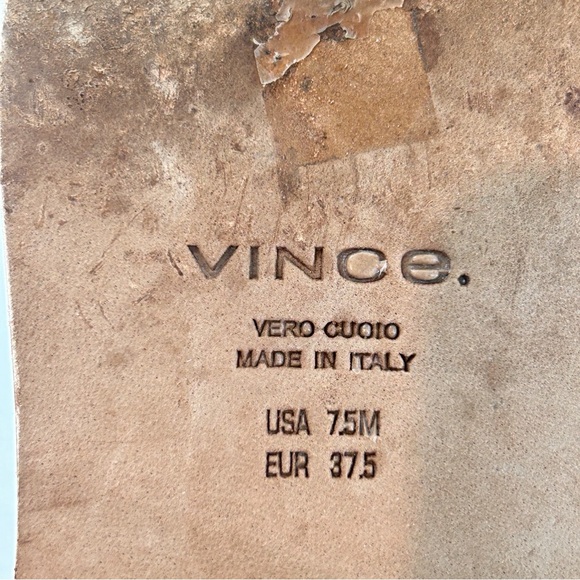 VINCe.
VERO CUOIO
MADE IN ITALY
USA 7.5M
EUR 37.5